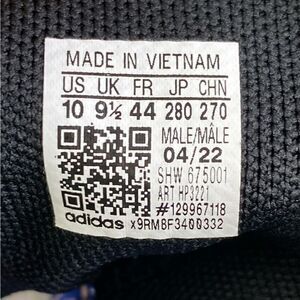 MADE IN VIETNAM
US UK FR JP CHN
10 9½ 44 280 270
MALE/MÂLE
04/22
SHW 675001
ART HP3221
#129967118
adidas x9RM8F3400332